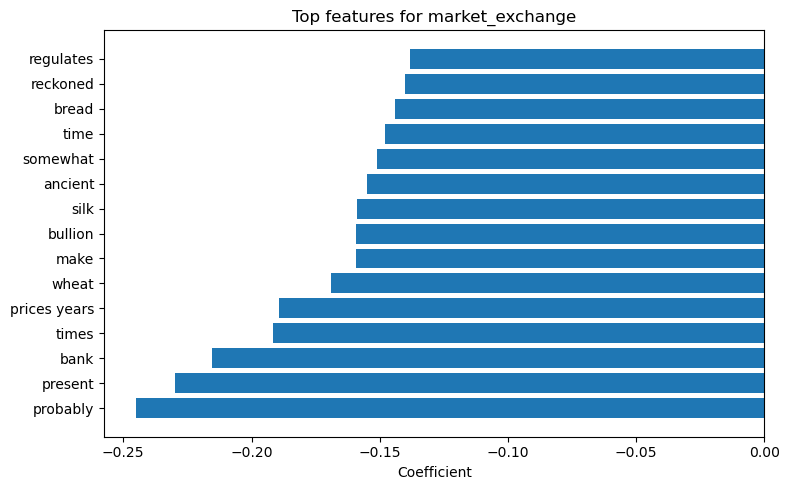 Top features for market_exchange
regulates
reckoned
bread
time
somewhat
ancient
silk
bullion
make
wheat
prices years
times
bank
present
probably
−0.25 −0.20 −0.15 −0.10 −0.05 0.00
Coefficient